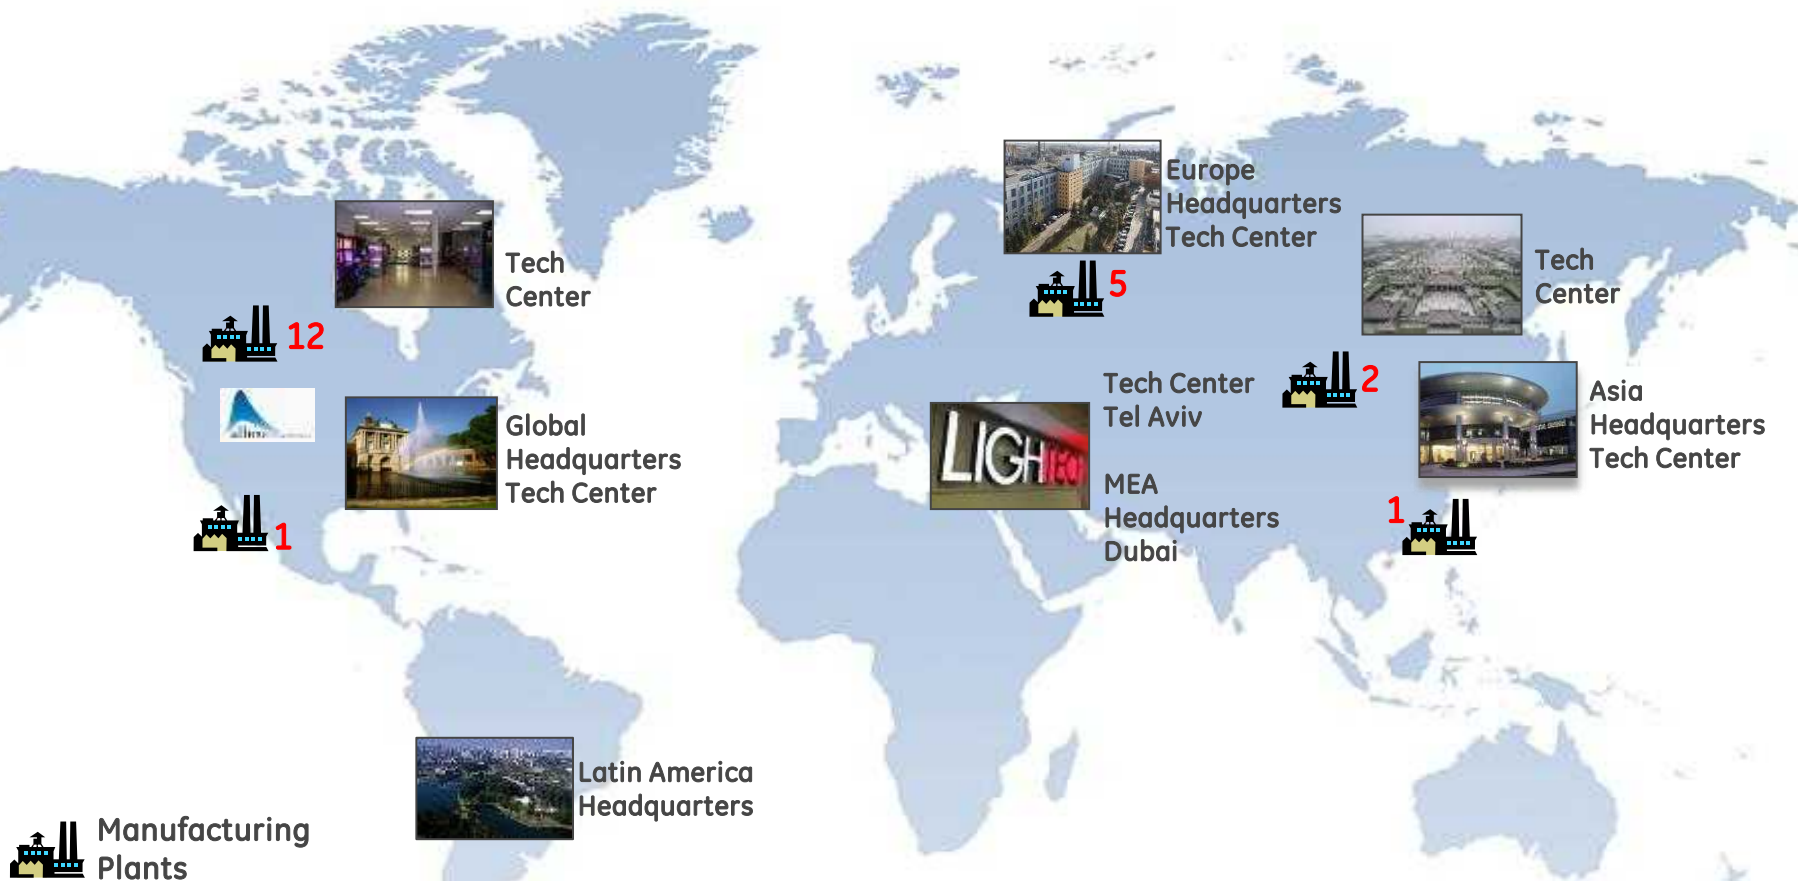 Tech
Center
12
Global
Headquarters
Tech Center
1
Latin America
Headquarters
Manufacturing
Plants
Europe
Headquarters
Tech Center
5
Tech
Center
2
Asia
Headquarters
Tech Center
1
Tech Center
Tel Aviv
LIGHTECH
MEA
Headquarters
Dubai